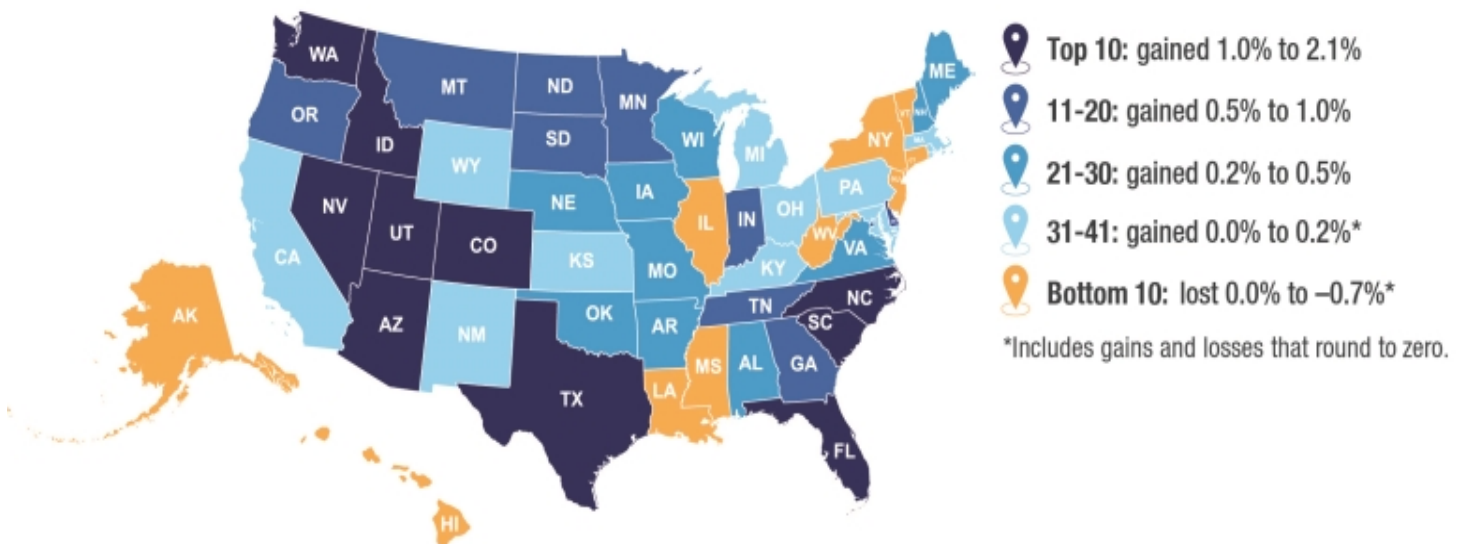 WA
MT
ND
MN
OR
ID
SD
WY
WI
MI
ME
VT
NH
NY
MA
NV
UT
CO
NE
IA
IL
IN
OH
PA
CA
KS
MO
WV
VA
KY
AZ
NM
OK
AR
TN
NC
SC
AK
TX
LA
MS
AL
GA
FL
HI
Top 10: gained 1.0% to 2.1%
11-20: gained 0.5% to 1.0%
21-30: gained 0.2% to 0.5%
31-41: gained 0.0% to 0.2%*
Bottom 10: lost 0.0% to –0.7%*
*Includes gains and losses that round to zero.